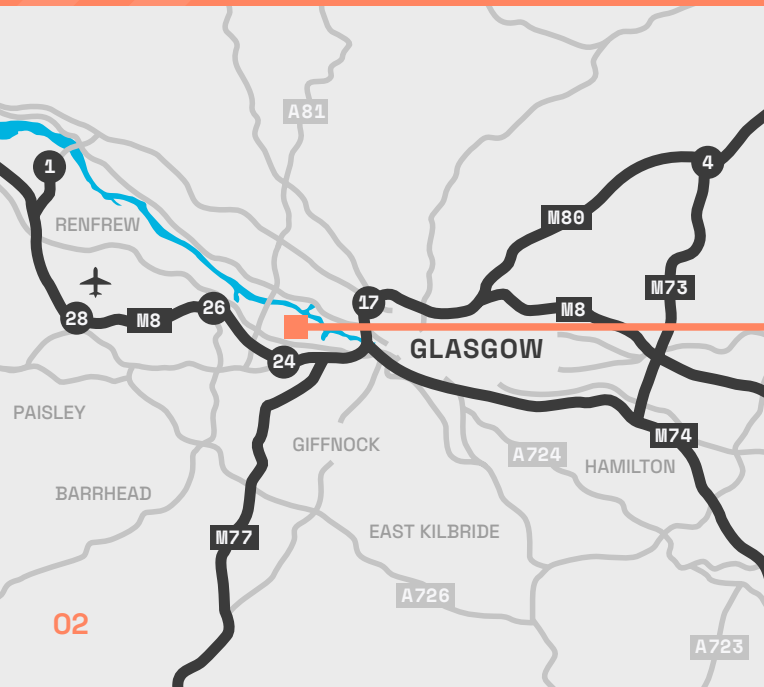 A81
1
4
M80
RENFREW
M73
17
26
M8
28
M8
GLASGOW
24
PAISLEY
M74
GIFFNOCK
A724
HAMILTON
BARRHEAD
EAST KILBRIDE
M77
A726
02
A723